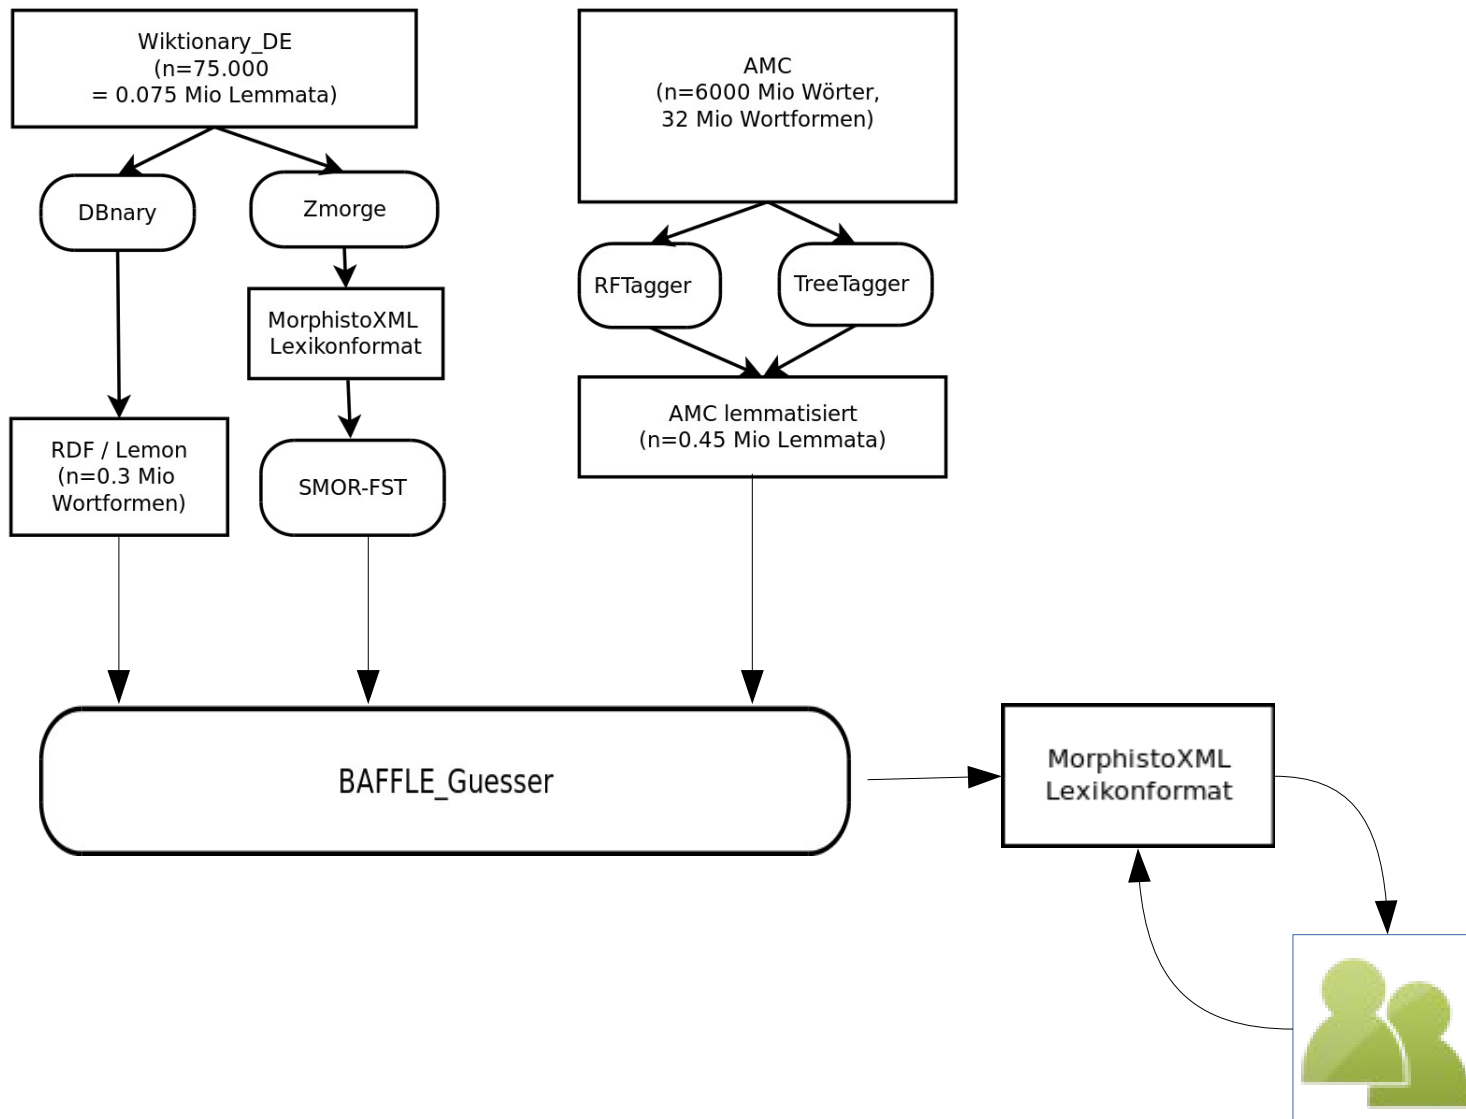 Wiktionary_DE
(n=75.000
= 0.075 Mio Lemmata)
AMC
(n=6000 Mio Wörter,
32 Mio Wortformen)
DBnary
Zmorge
RFTagger
TreeTagger
MorphistoXML
Lexikonformat
AMC lemmatisiert
(n=0.45 Mio Lemmata)
RDF / Lemon
(n=0.3 Mio
Wortformen)
SMOR-FST
BAFFLE_Guesser
MorphistoXML
Lexikonformat